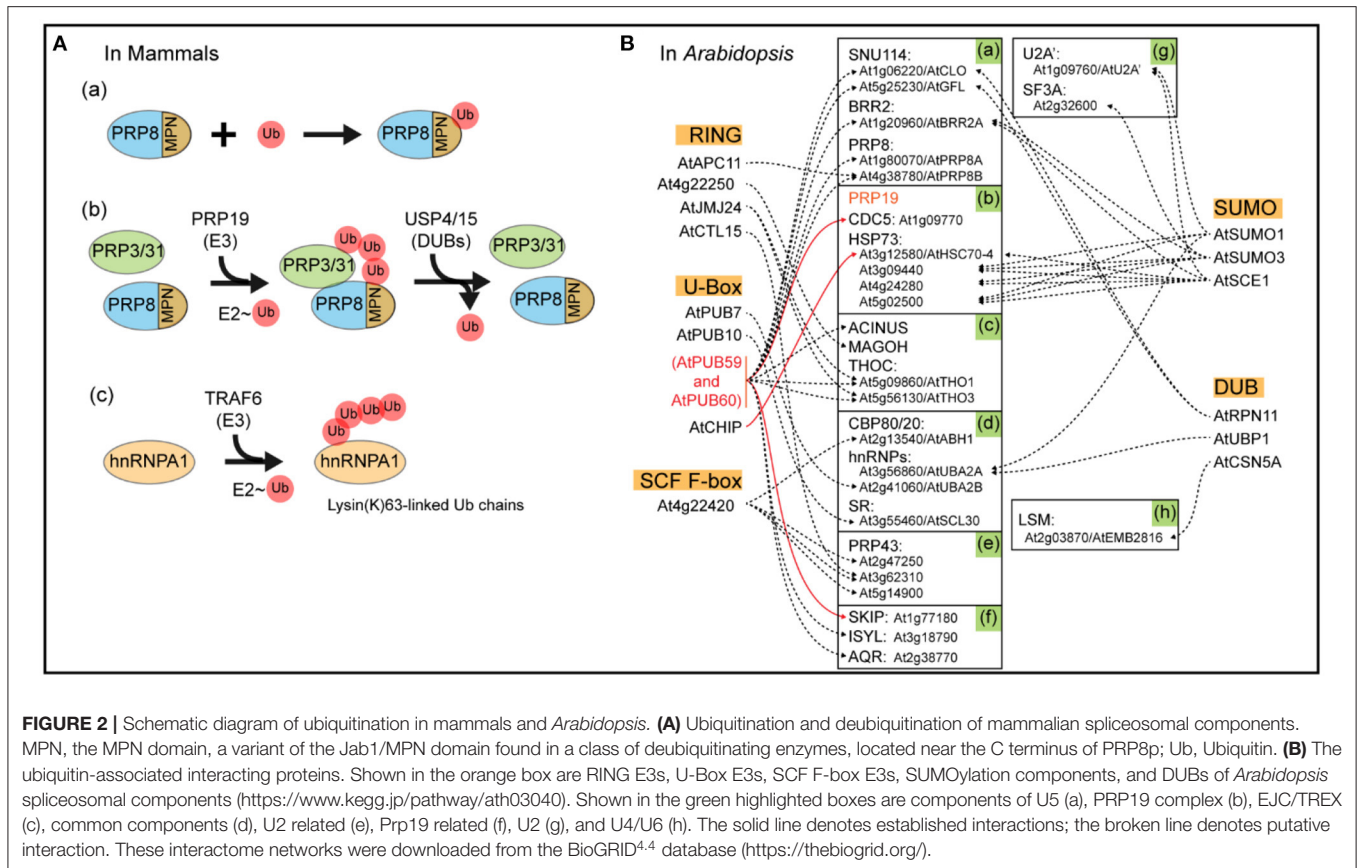 A
In Mammals
(a)
PRP8
MPN
+
Ub
PRP8
MPN
Ub
(b)
PRP3/31
PRP8
MPN
PRP19
(E3)
E2~
Ub
PRP3/31
PRP8
MPN
Ub
Ub
Ub
USP4/15
(DUBs)
Ub
PRP3/31
PRP8
MPN
(c)
hnRNPA1
TRAF6
(E3)
E2~
Ub
Ub
Ub
Ub
Ub
hnRNPA1
Lysin(K)63-linked Ub chains
B
In Arabidopsis
RING
AtAPC11
At4g22250
AtJMJ24
AtCTL15
U-Box
AtPUB7
AtPUB10
(AtPUB59
and
AtPUB60)
AtCHIP
SCF F-box
At4g22420
(a)
SNU114:
At1g06220/AtCLO
At5g25230/AtGFL
BRR2:
At1g20960/AtBRR2A
PRP8:
At1g80070/AtPRP8A
At4g38780/AtPRP8B
(b)
PRP19
CDC5: At1g09770
HSP73:
At3g12580/AtHSC70-4
At3g09440
At4g24280
At5g02500
(c)
ACINUS
MAGOH
THOC:
At5g09860/AtTHO1
At5g56130/AtTHO3
(d)
CBP80/20:
At2g13540/AtABH1
hnRNPs:
At3g56860/AtUBA2A
At2g41060/AtUBA2B
SR:
At3g55460/AtSCL30
(e)
PRP43:
At2g47250
At3g62310
At5g14900
SKIP: At1g77180
(f)
ISYL: At3g18790
AQR: At2g38770
U2A’:
(g)
At1g09760/AtU2A’
SF3A:
At2g32600
(h)
LSM:
At2g03870/AtEMB2816
SUMO
AtSUMO1
AtSUMO3
AtSCE1
DUB
AtRPN11
AtUBP1
AtCSN5A
FIGURE 2 | Schematic diagram of ubiquitination in mammals and Arabidopsis. (A) Ubiquitination and deubiquitination of mammalian spliceosomal components.
MPN, the MPN domain, a variant of the Jab1/MPN domain found in a class of deubiquitinating enzymes, located near the C terminus of PRP8p; Ub, Ubiquitin. (B) The
ubiquitin-associated interacting proteins. Shown in the orange box are RING E3s, U-Box E3s, SCF F-box E3s, SUMOylation components, and DUBs of Arabidopsis
spliceosomal components (https://www.kegg.jp/pathway/ath03040). Shown in the green highlighted boxes are components of U5 (a), PRP19 complex (b), EJC/TREX
(c), common components (d), U2 related (e), Prp19 related (f), U2 (g), and U4/U6 (h). The solid line denotes established interactions; the broken line denotes putative
interaction. These interactome networks were downloaded from the BioGRID4.4 database (https://thebiogrid.org/).